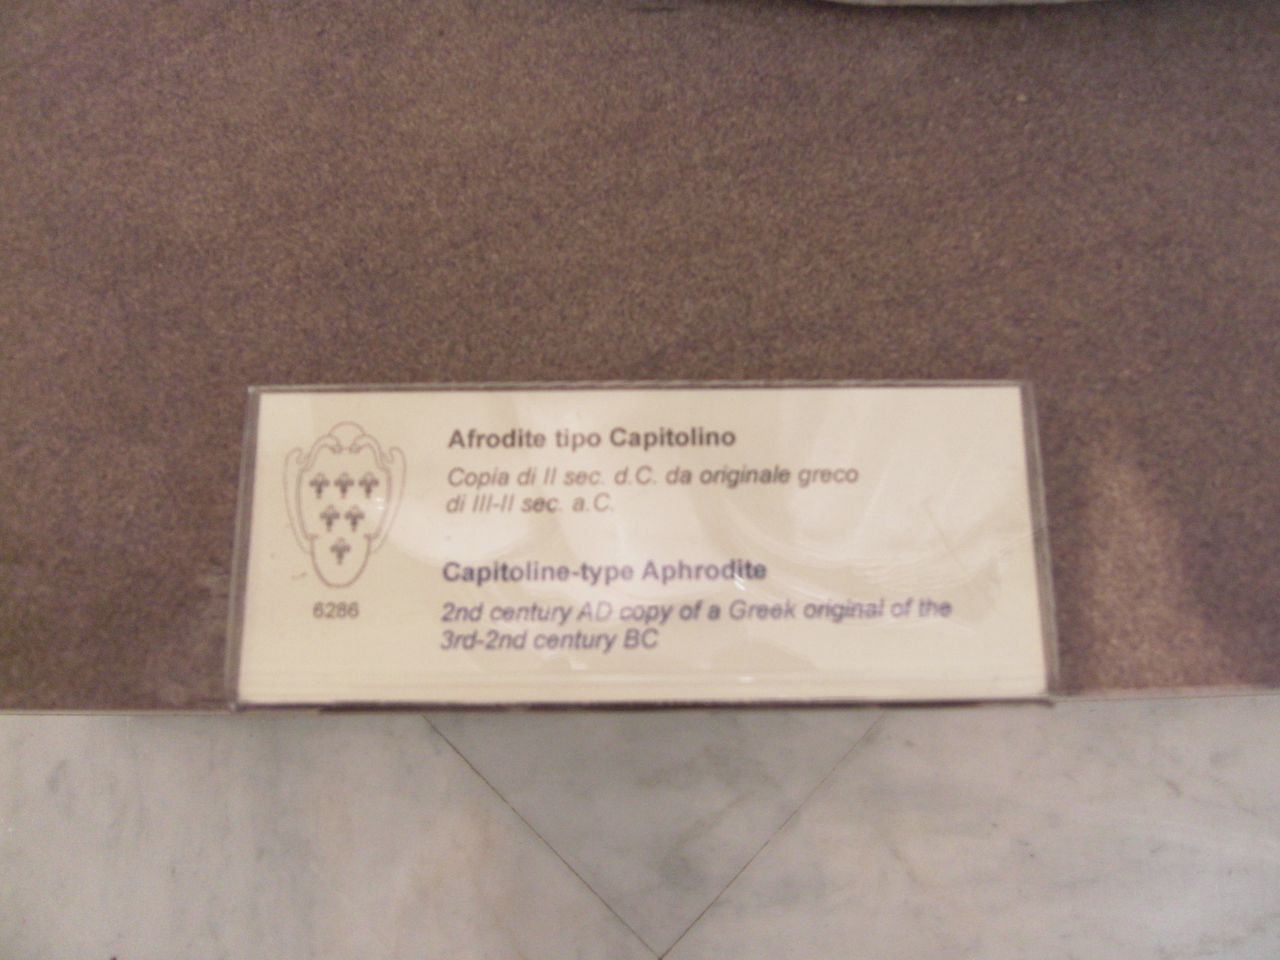 Afrodite tipo Capitolino
Copia di II sec. d.C. da originale greco
di III-II sec. a.C.
Capitoline-type Aphrodite
2nd century AD copy of a Greek original of the
3rd-2nd century BC
6286